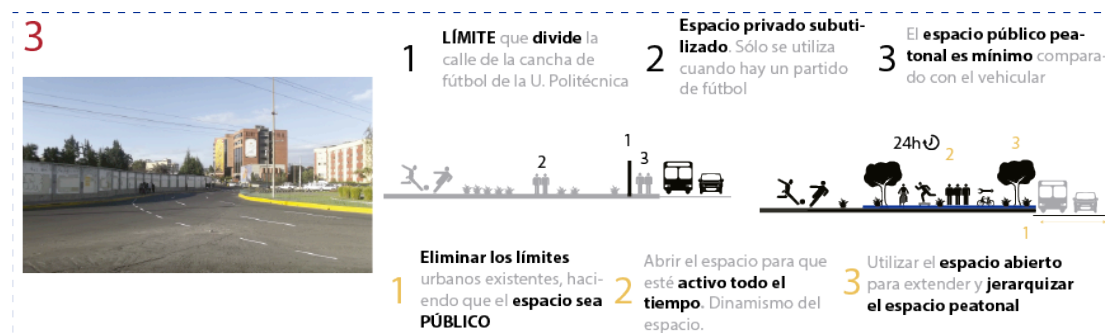 3
1
LÍMITE que divide la
calle de la cancha de
fútbol de la U. Politécnica
2
Espacio privado subuti-
lizado. Sólo se utiliza
cuando hay un partido
de fútbol
3
El espacio público pea-
tonal es mínimo compara-
do con el vehicular
2
1
3
24h
2
3
1
1
Eliminar los límites
urbanos existentes, haci-
endo que el espacio sea
PÚBLICO
2
Abrir el espacio para que
esté activo todo el
tiempo. Dinamismo del
espacio.
3
Utilizar el espacio abierto
para extender y jerarquizar
el espacio peatonal